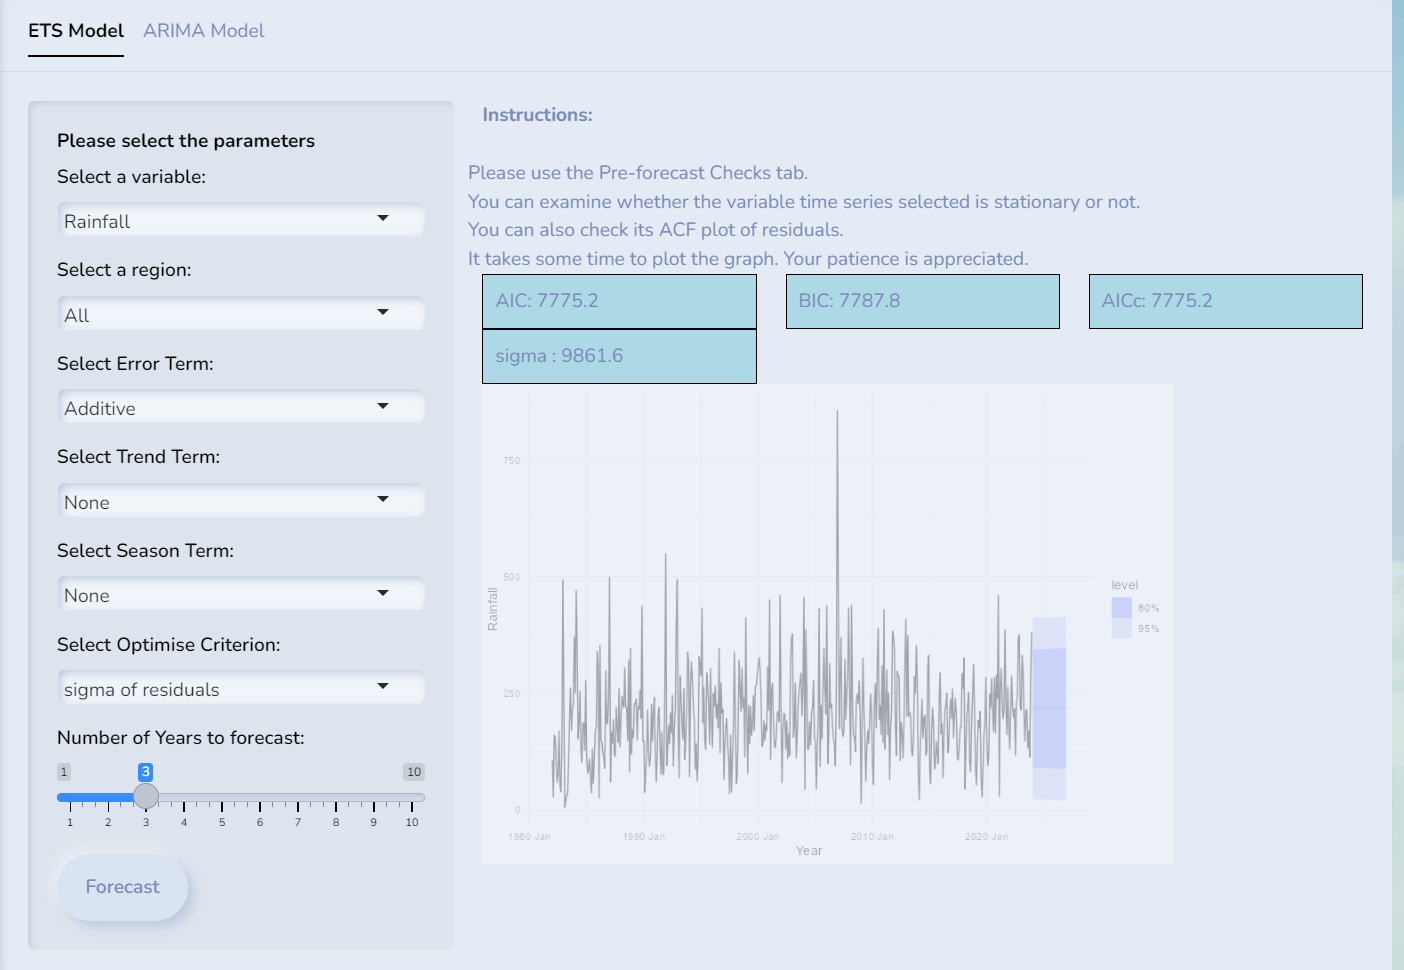 ETS Model
ARIMA Model
Please select the parameters
Select a variable:
Rainfall
Select a region:
All
Select Error Term:
Additive
Select Trend Term:
None
Select Season Term:
None
Select Optimise Criterion:
sigma of residuals
Number of Years to forecast:
1 3 10
1 2 3 4 5 6 7 8 9 10
Forecast
Instructions:
Please use the Pre-forecast Checks tab.
You can examine whether the variable time series selected is stationary or not.
You can also check its ACF plot of residuals.
It takes some time to plot the graph. Your patience is appreciated.
AIC: 7775.2
BIC: 7787.8
AICc: 7775.2
sigma : 9861.6
Rainfall
750
500
250
0
1980 Jan 1990 Jan 2000 Jan 2010 Jan 2020 Jan
Year
level
80%
95%